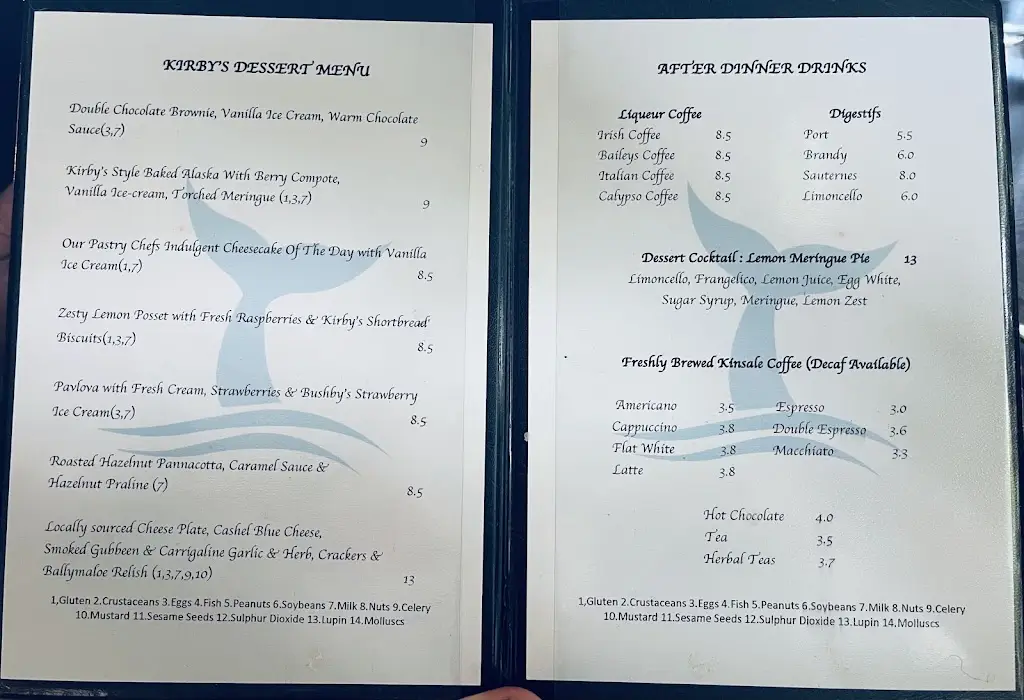 KIRBY'S DESSERT MENU
Double Chocolate Brownie, Vanilla Ice Cream, Warm Chocolate
Sauce(3,7)
9
Kirby's Style Baked Alaska With Berry Compote,
Vanilla Ice-cream, Torched Meringue (1,3,7)
9
Our Pastry Chefs Indulgent Cheesecake Of The Day with Vanilla
Ice Cream(1,7)
8.5
Zesty Lemon Posset with Fresh Raspberries & Kirby's Shortbread
Biscuits(1,3,7)
8.5
Pavlova with Fresh Cream, Strawberries & Bushby's Strawberry
Ice Cream(3,7)
8.5
Roasted Hazelnut Pannacotta, Caramel Sauce &
Hazelnut Praline (7)
8.5
Locally sourced Cheese Plate, Cashel Blue Cheese,
Smoked Gubbeen & Carrigaline Garlic & Herb, Crackers &
Ballymaloe Relish (1,3,7,9,10)
13
1,Gluten 2.Crustaceans 3.Eggs 4.Fish 5.Peanuts 6.Soybeans 7.Milk 8.Nuts 9.Celery
10.Mustard 11.Sesame Seeds 12.Sulphur Dioxide 13.Lupin 14.Molluscs
AFTER DINNER DRINKS
Liqueur Coffee
Irish Coffee 8.5
Baileys Coffee 8.5
Italian Coffee 8.5
Calypso Coffee 8.5
Digestifs
Port 5.5
Brandy 6.0
Sauternes 8.0
Limoncello 6.0
Dessert Cocktail : Lemon Meringue Pie 13
Limoncello, Frangelico, Lemon Juice, Egg White,
Sugar Syrup, Meringue, Lemon Zest
Freshly Brewed Kinsale Coffee (Decaf Available)
Americano 3.5 Espresso 3.0
Cappuccino 3.8 Double Espresso 3.6
Flat White 3.8 Macchiato 3.3
Latte 3.8
Hot Chocolate 4.0
Tea 3.5
Herbal Teas 3.7
1,Gluten 2.Crustaceans 3.Eggs 4.Fish 5.Peanuts 6.Soybeans 7.Milk 8.Nuts 9.Celery
10.Mustard 11.Sesame Seeds 12.Sulphur Dioxide 13.Lupin 14.Molluscs